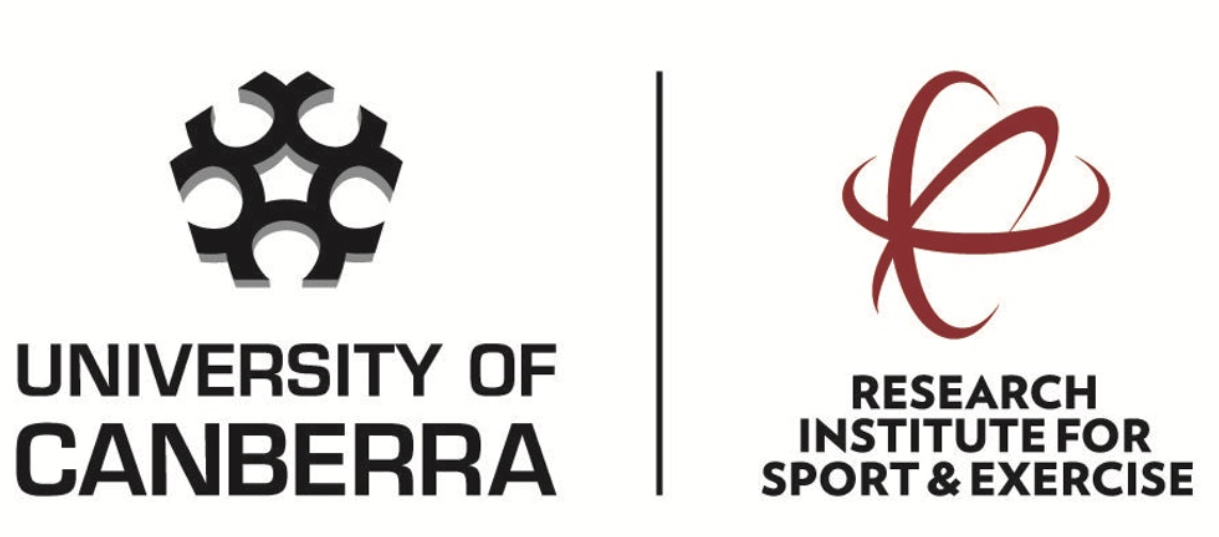 UNIVERSITY OF
CANBERRA
RESEARCH
INSTITUTE FOR
SPORT & EXERCISE